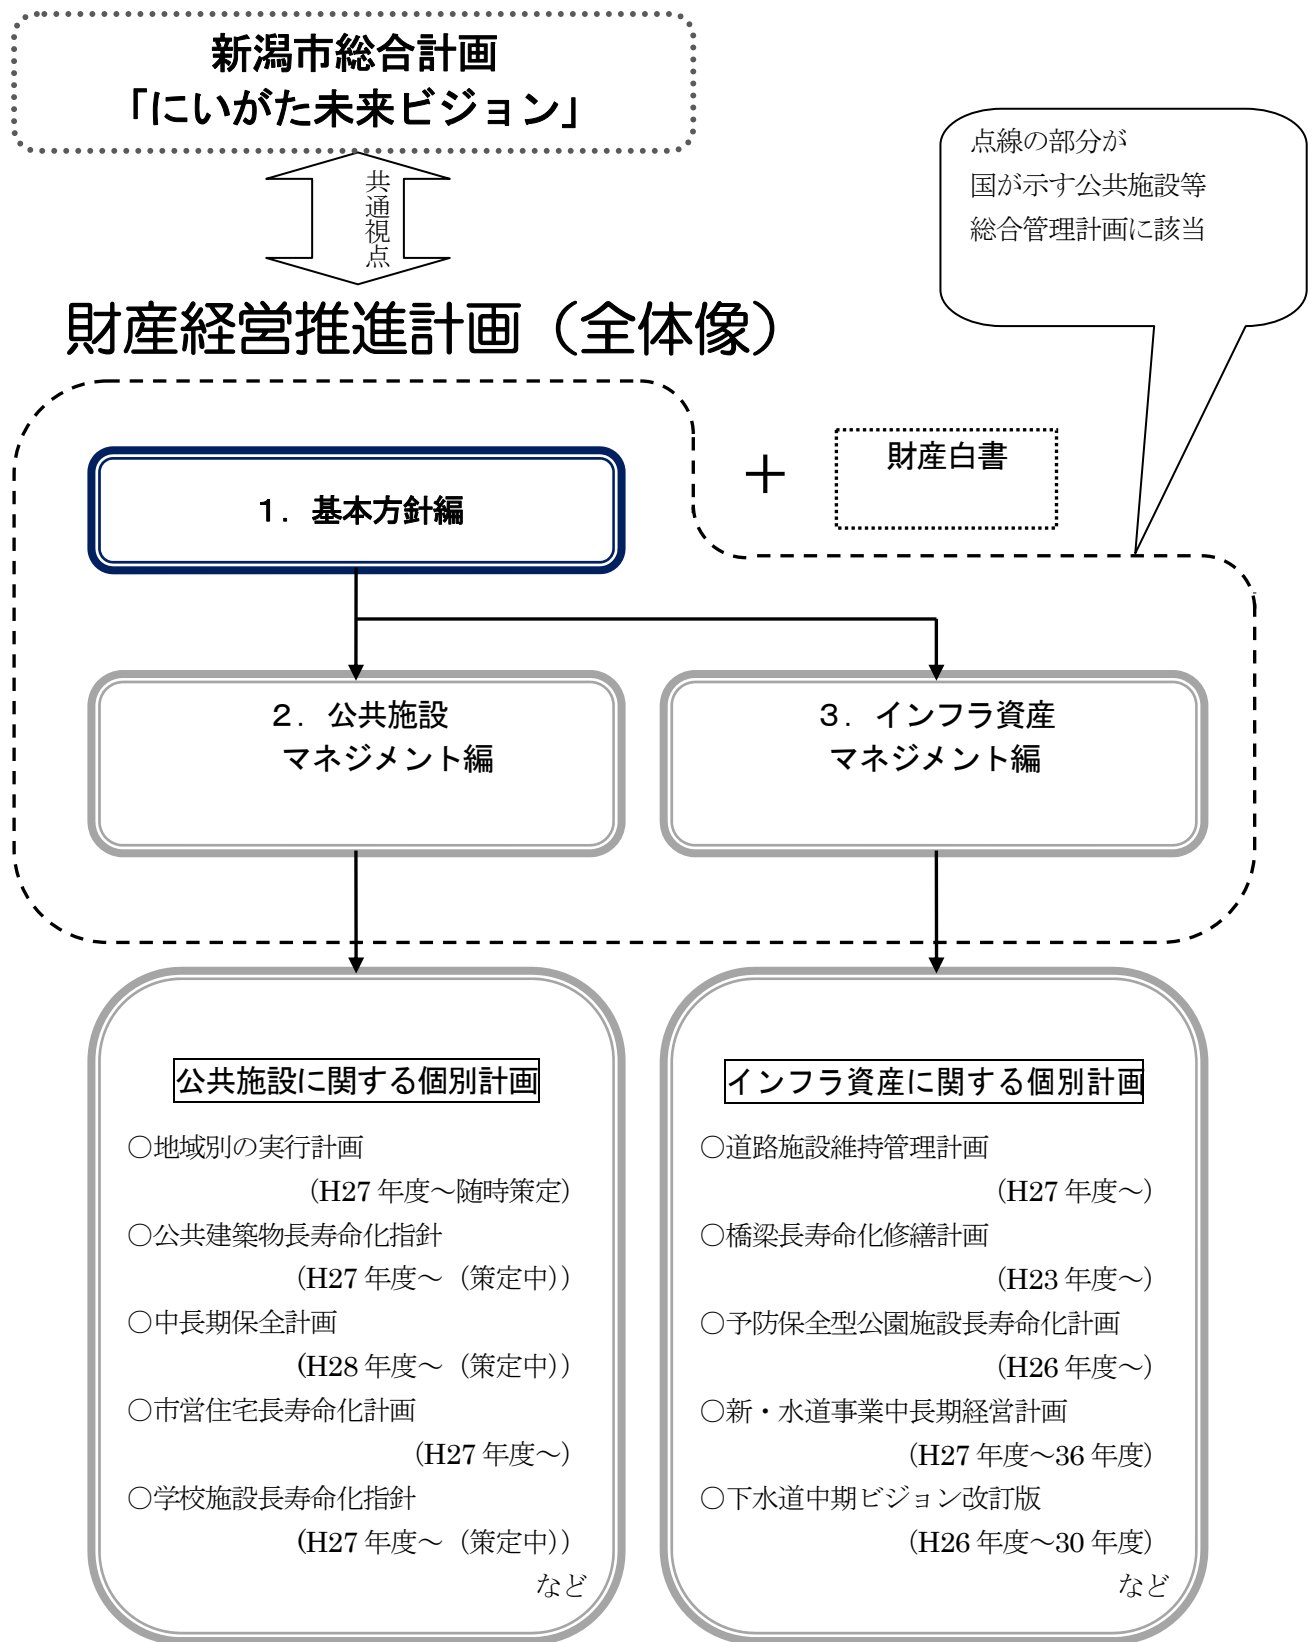 新潟市総合計画
「にいがた未来ビジョン」
共通視点
点線の部分が
国が示す公共施設等
総合管理計画に該当
財産経営推進計画（全体像）
１．基本方針編
＋
財産白書
２．公共施設
マネジメント編
３．インフラ資産
マネジメント編
公共施設に関する個別計画
○地域別の実行計画
（H27 年度～随時策定）
○公共建築物長寿命化指針
（H27 年度～（策定中））
○中長期保全計画
（H28 年度～（策定中））
○市営住宅長寿命化計画
（H27 年度～）
○学校施設長寿命化指針
（H27 年度～（策定中））
など
インフラ資産に関する個別計画
○道路施設維持管理計画
（H27 年度～）
○橋梁長寿命化修繕計画
（H23 年度～）
○予防保全型公園施設長寿命化計画
（H26 年度～）
○新・水道事業中長期経営計画
（H27 年度～36 年度）
○下水道中期ビジョン改訂版
（H26 年度～30 年度）
など